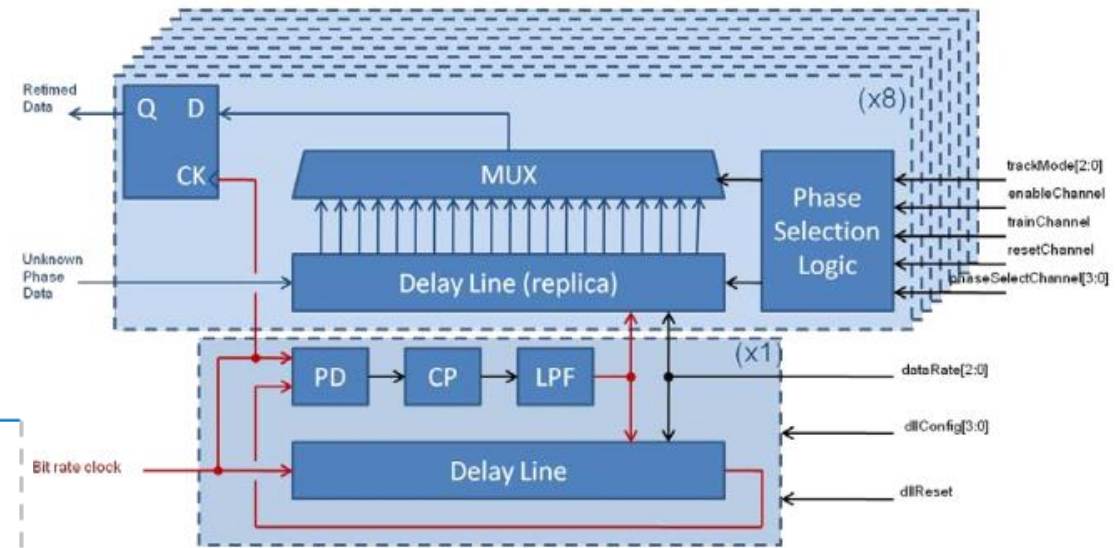 Retimed
Data
Q D
CK
(x8)
MUX
Phase
Selection
Logic
trackMode[2:0]
enableChannel
trainChannel
resetChannel
phaseSelectChannel[3:0]
Unknown
Phase
Data
Delay Line (replica)
(x1)
PD
CP
LPF
dataRate[2:0]
dllConfig[3:0]
Bit rate clock
Delay Line
dllReset